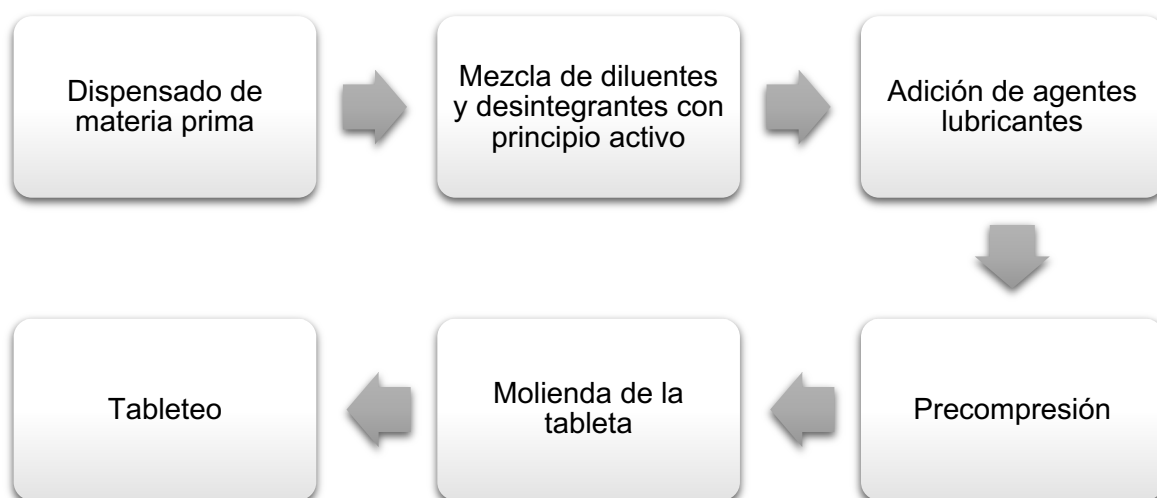 Dispensado de
materia prima
Mezcla de diluentes
y desintegrantes con
principio activo
Adición de agentes
lubricantes
Precompresión
Molienda de la
tableta
Tableteo